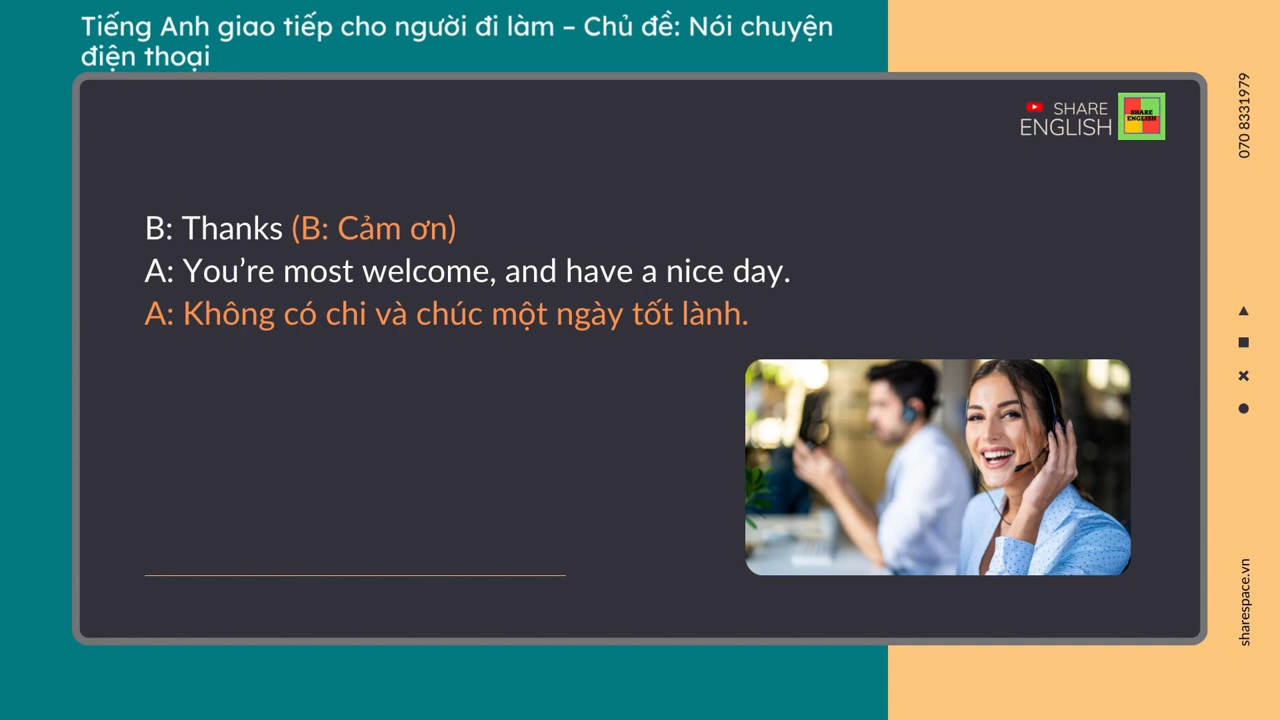 Tiếng Anh giao tiếp cho người đi làm – Chủ đề: Nói chuyện
điện thoại
SHARE
ENGLISH
SHARE
ENGLISH
070 8331979
B: Thanks (B: Cảm ơn)
A: You’re most welcome, and have a nice day.
A: Không có chi và chúc một ngày tốt lành.
sharespace.vn